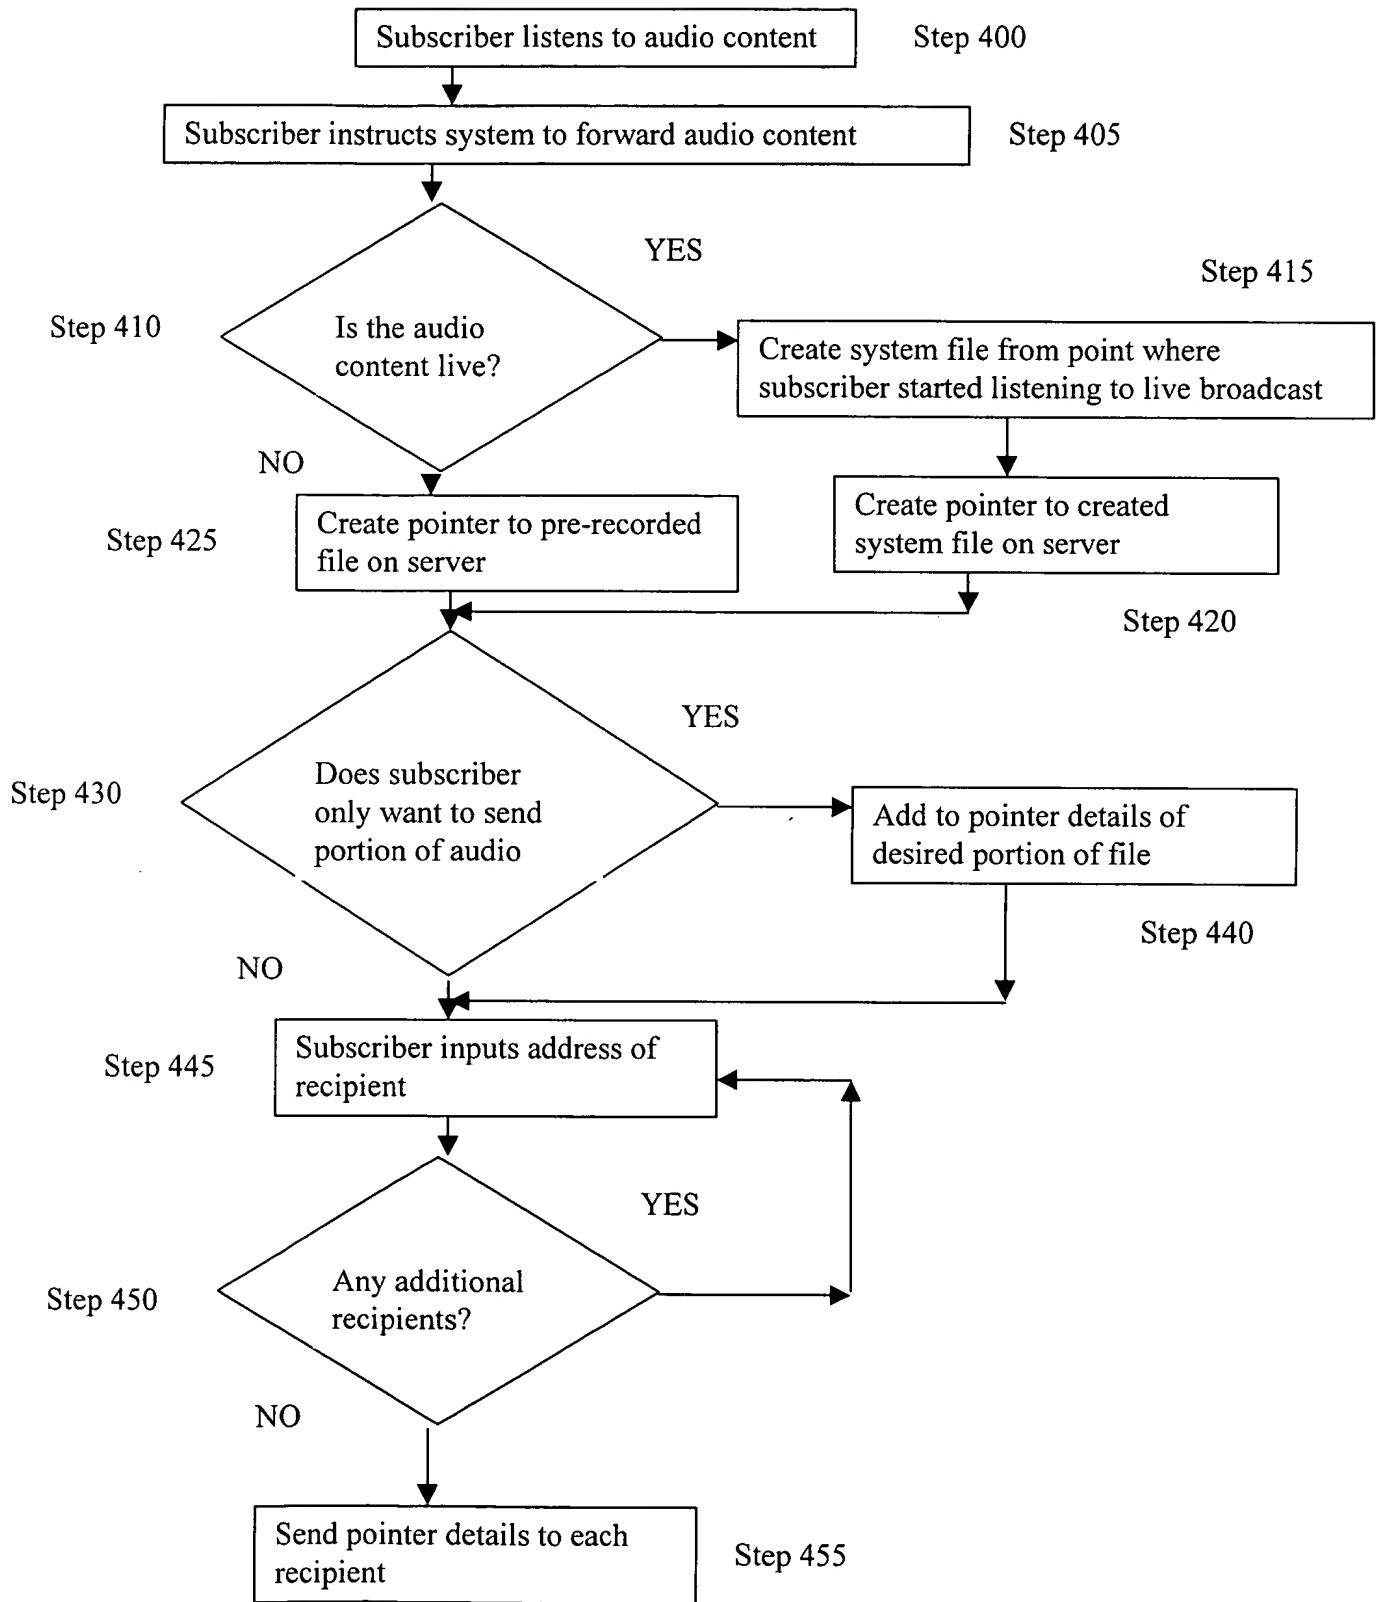 Subscriber listens to audio content
Step 400
Subscriber instructs system to forward audio content
Step 405
YES
Step 415
Step 410
Is the audio
content live?
Create system file from point where
subscriber started listening to live broadcast
NO
Step 425
Create pointer to pre-recorded
file on server
Create pointer to created
system file on server
Step 420
YES
Step 430
Does subscriber
only want to send
portion of audio
Add to pointer details of
desired portion of file
Step 440
NO
Step 445
Subscriber inputs address of
recipient
YES
Step 450
Any additional
recipients?
NO
Send pointer details to each
recipient
Step 455